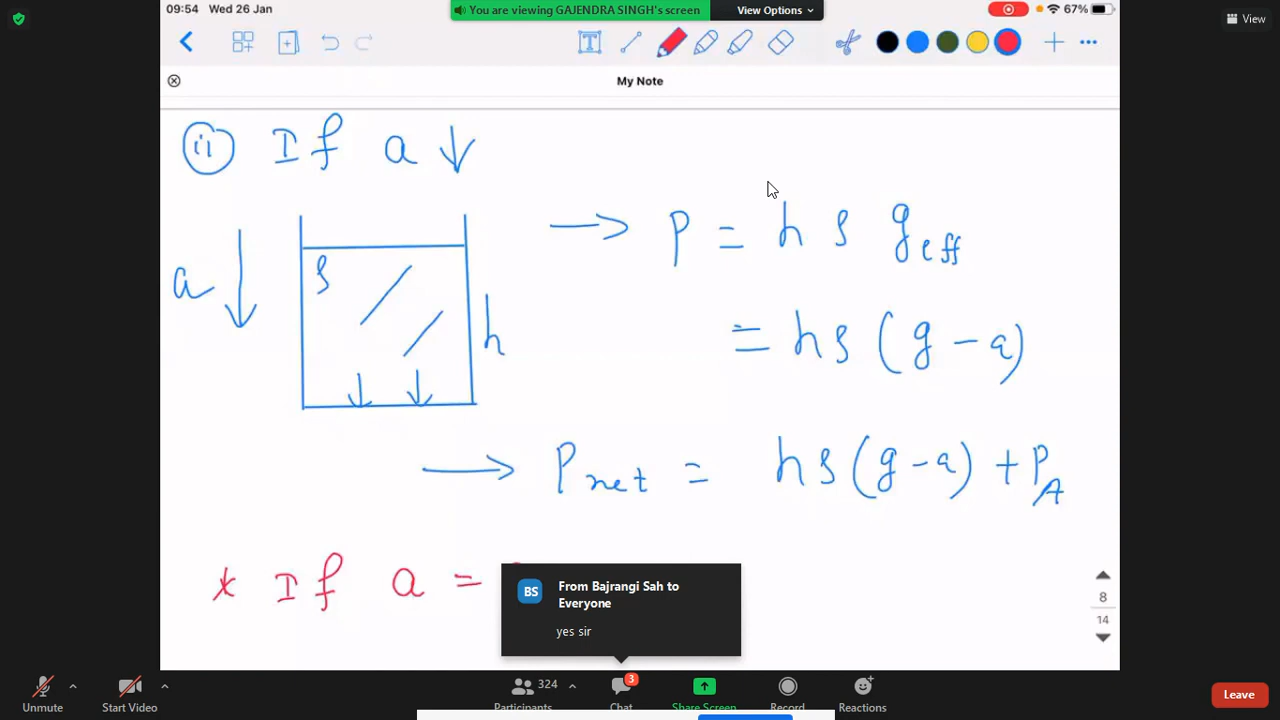 09:54 Wed 26 Jan
You are viewing GAJENDRA SINGH's screen
View Options
67%
View
My Note
(ii) If a ↓
a
ρ
h
→ P = h ρ g eff
= h ρ (g - a)
→ P net = h ρ (g - a) + P A
* If a =
From Bajrangi Sah to
Everyone
yes sir
8
14
Unmute
Start Video
324
Participants
3
Chat
Share Screen
Record
Reactions
Leave